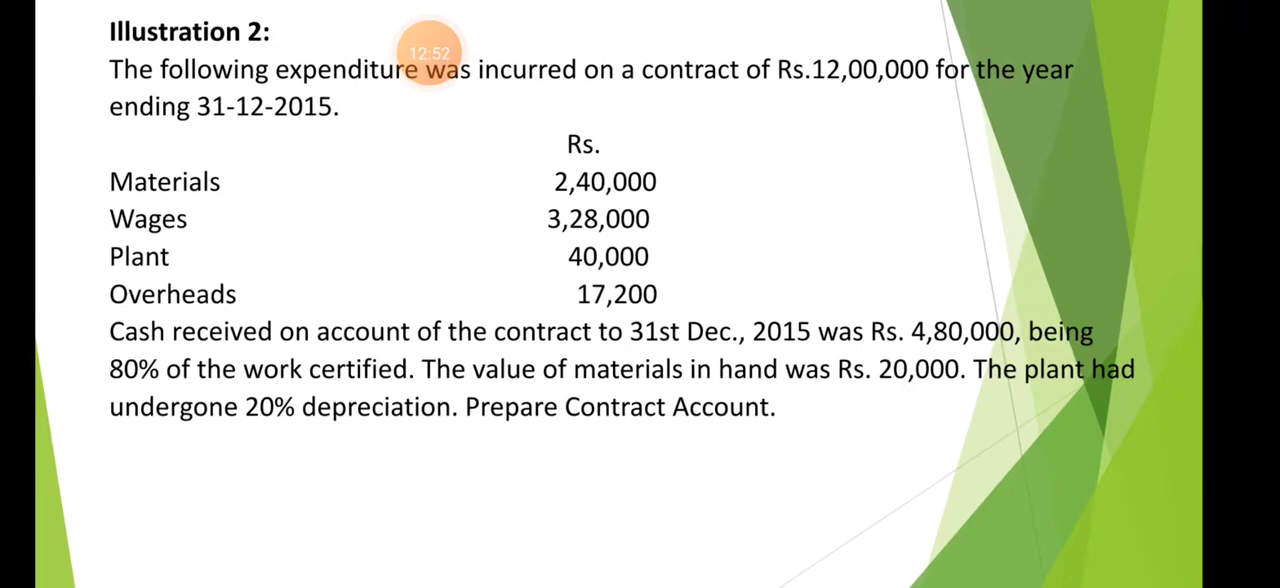 Illustration 2:
12:52
The following expenditure was incurred on a contract of Rs.12,00,000 for the year
ending 31-12-2015.
Rs.
Materials 2,40,000
Wages 3,28,000
Plant 40,000
Overheads 17,200
Cash received on account of the contract to 31st Dec., 2015 was Rs. 4,80,000, being
80% of the work certified. The value of materials in hand was Rs. 20,000. The plant had
undergone 20% depreciation. Prepare Contract Account.